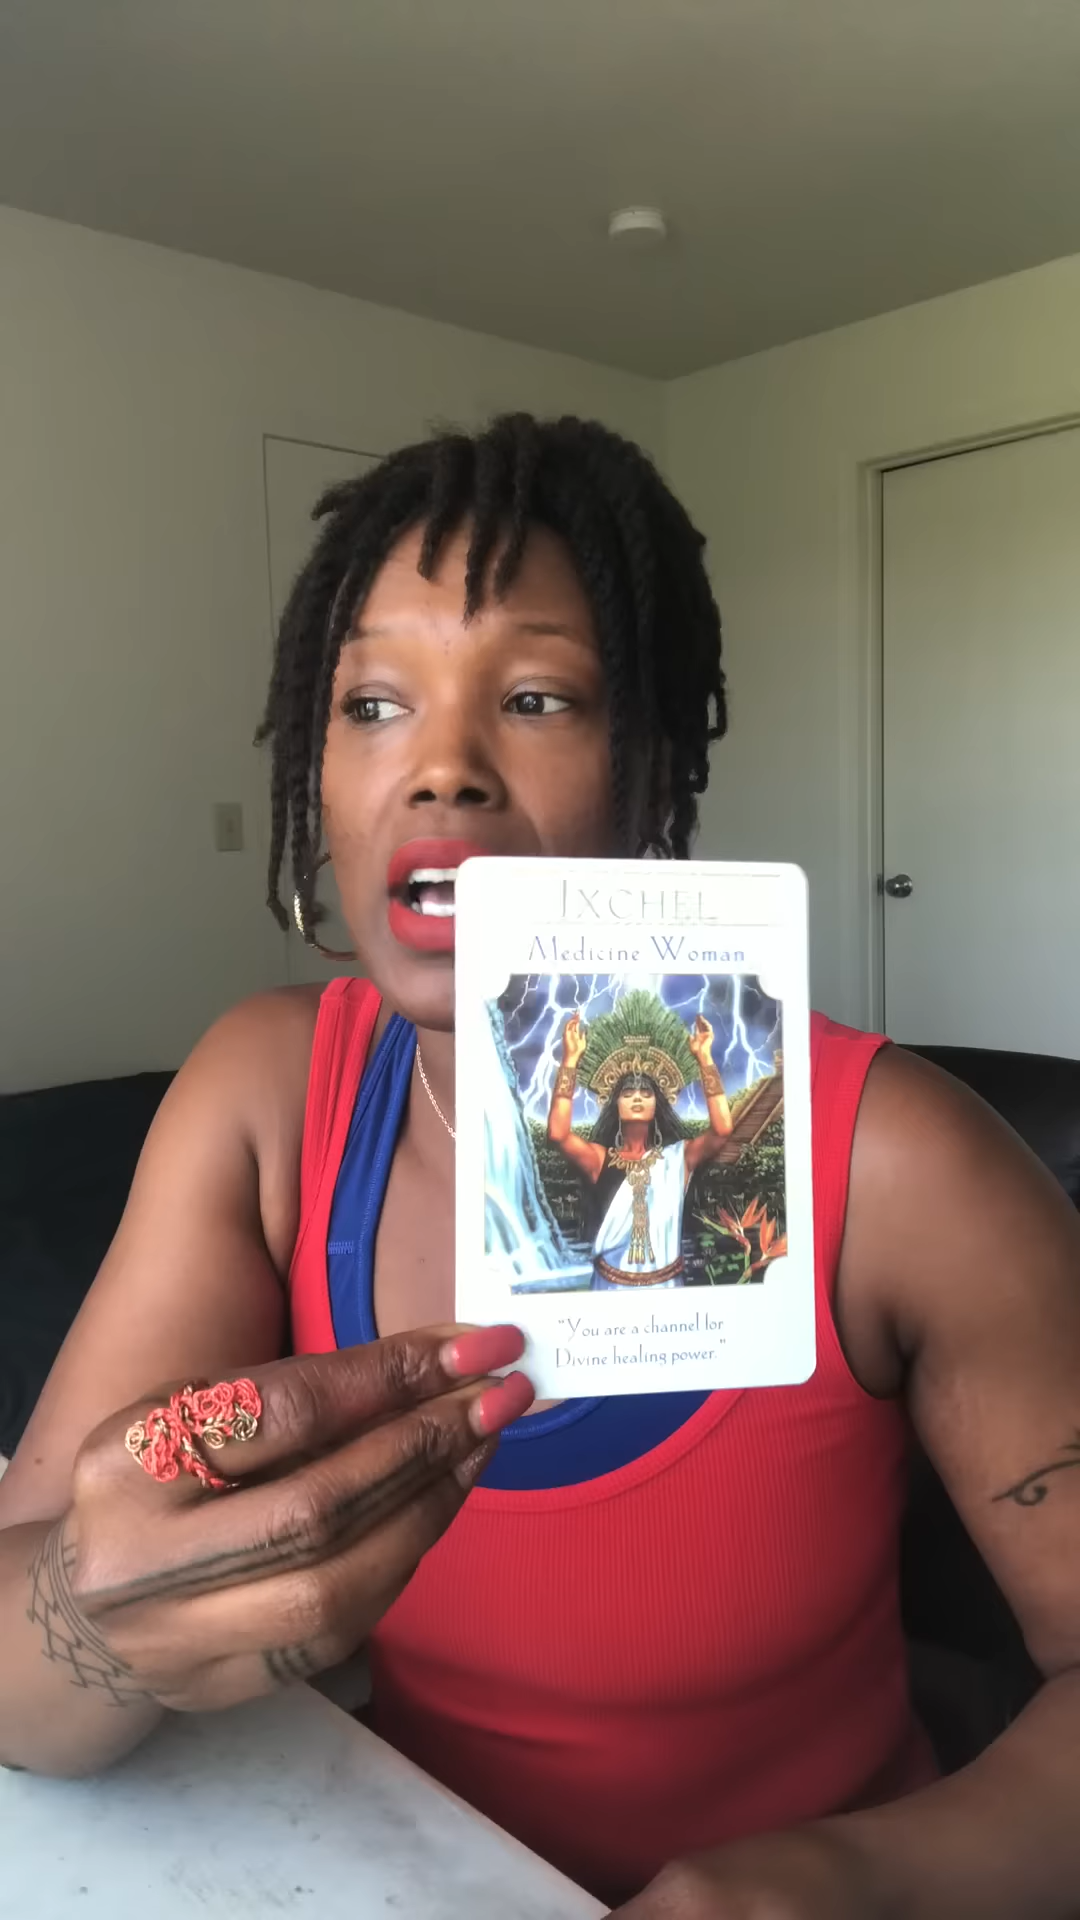 IXCHEL
Medicine Woman
“You are a channel for
Divine healing power.”